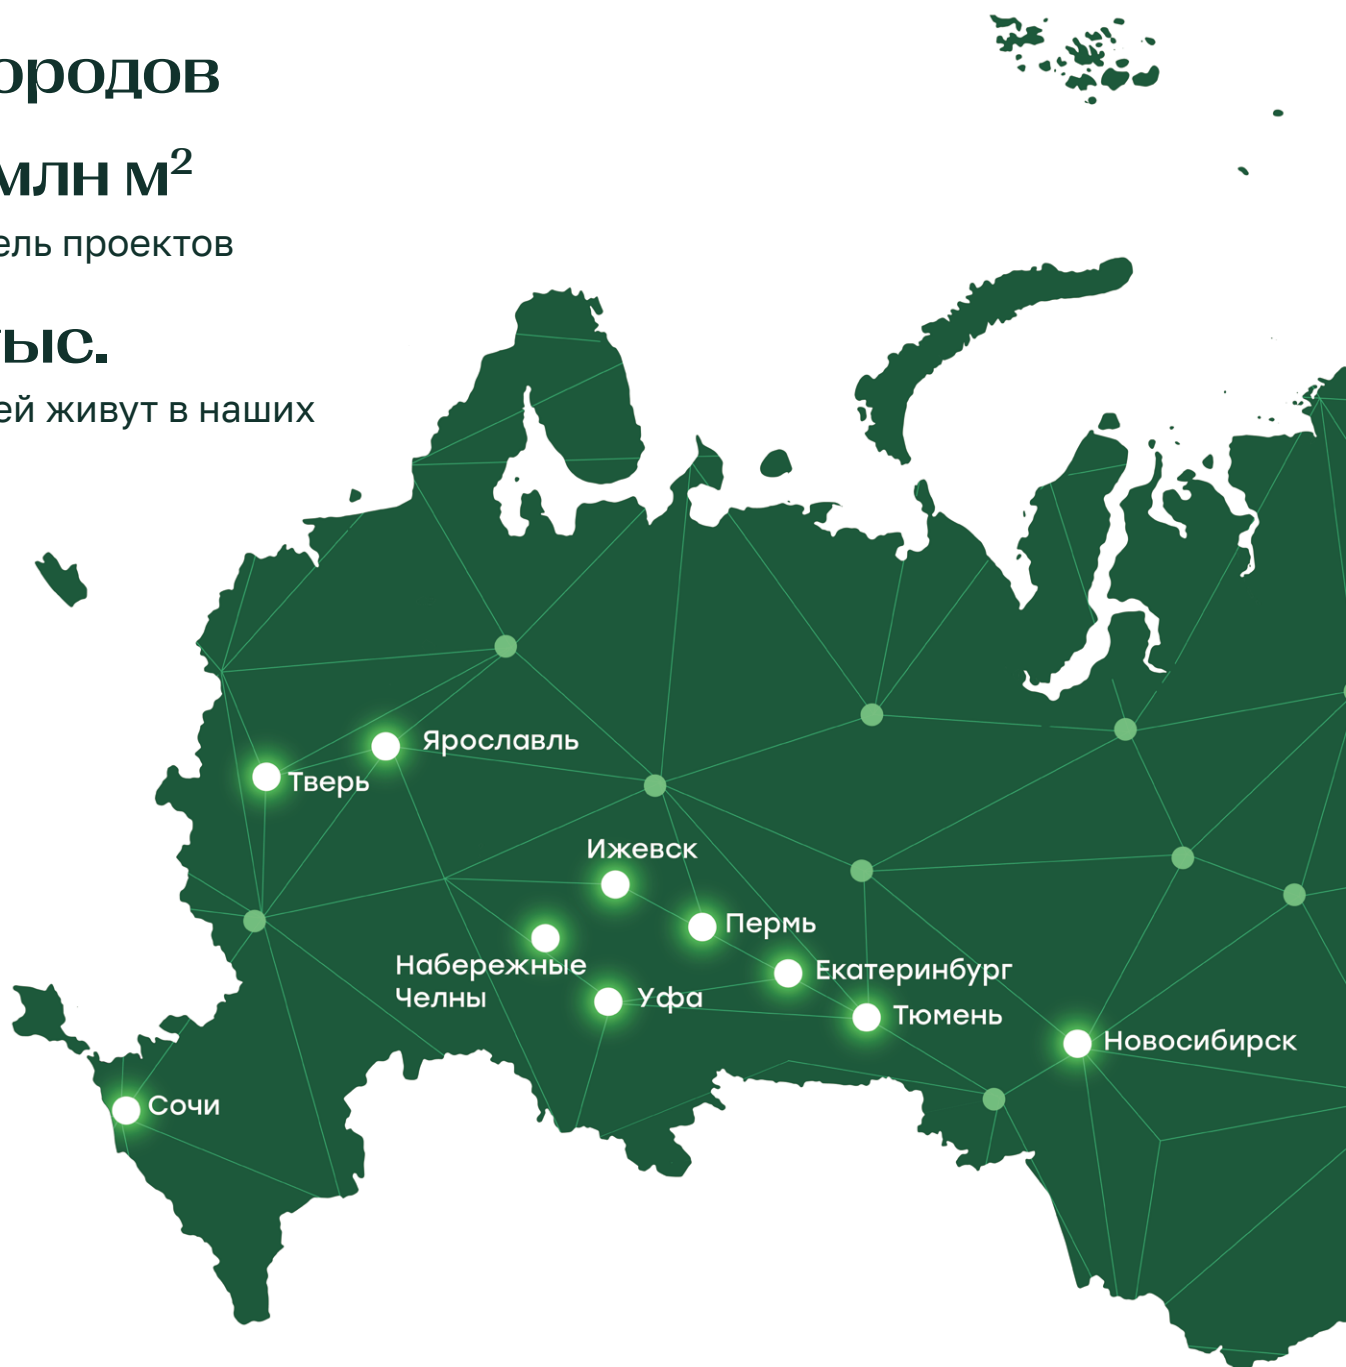 ородов
млн м²
ель проектов
тыс.
ей живут в наших
Ярославль
Тверь
Ижевск
Пермь
Набережные
Челны
Екатеринбург
Уфа
Тюмень
Новосибирск
Сочи